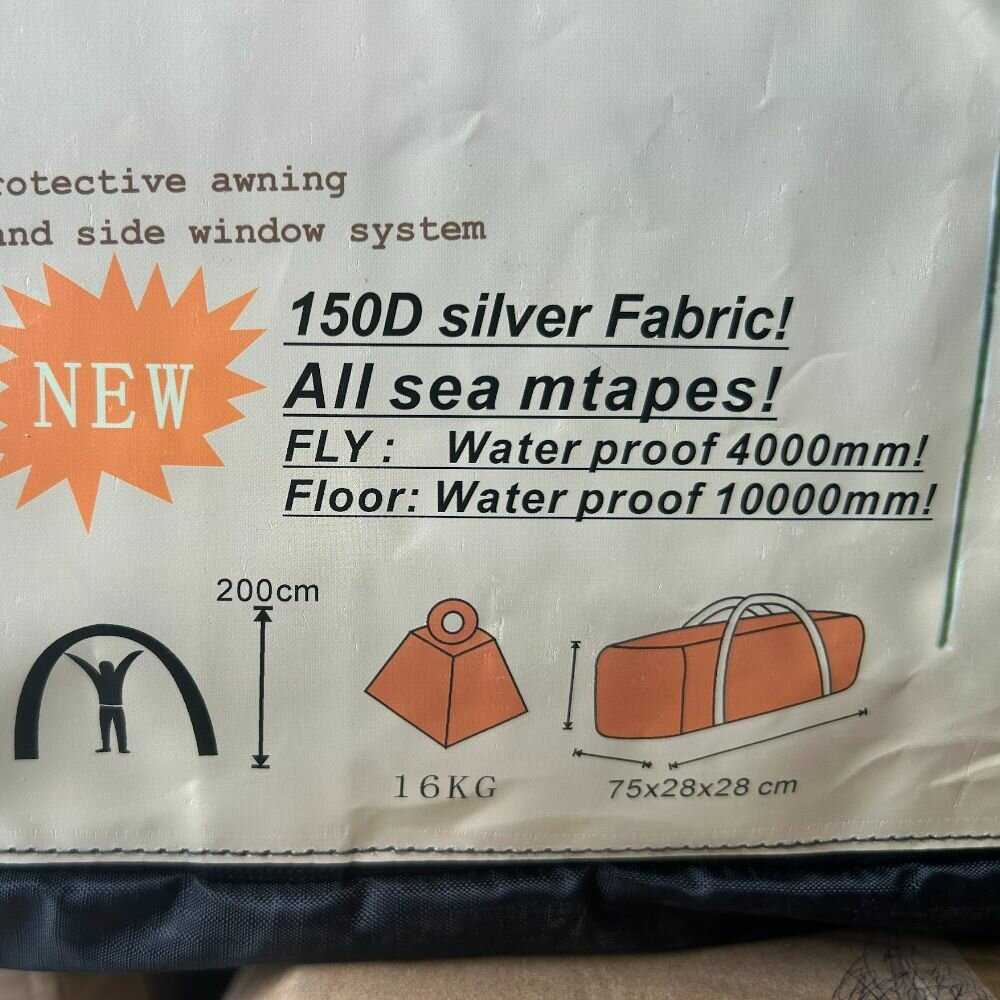 rotective awning
and side window system
NEW
150D silver Fabric!
All sea mtapes!
FLY: Water proof 4000mm!
Floor: Water proof 10000mm!
200cm
16KG
75x28x28 cm